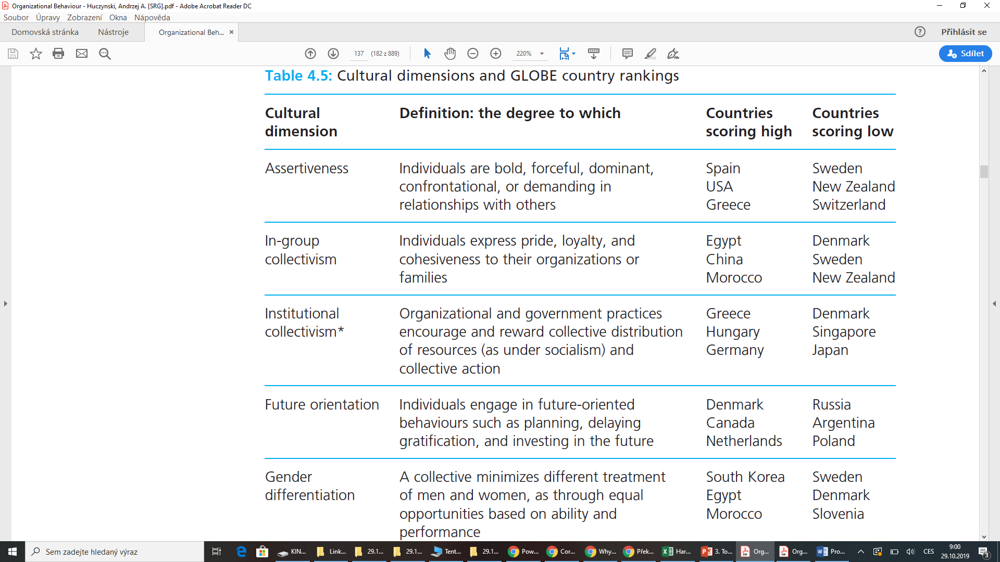 Organizational Behaviour - Huczynski, Andrzej A. [SRG].pdf - Adobe Acrobat Reader DC
Soubor Úpravy Zobrazení Okna Nápověda
Domovská stránka Nástroje Organizational Beh... × Přihlásit se
137 (182 z 889) 220% Sdílet
Table 4.5: Cultural dimensions and GLOBE country rankings
Cultural Definition: the degree to which Countries Countries
dimension scoring high scoring low
Assertiveness Individuals are bold, forceful, dominant, Spain Sweden
confrontational, or demanding in USA New Zealand
relationships with others Greece Switzerland
In-group Individuals express pride, loyalty, and Egypt Denmark
collectivism cohesiveness to their organizations or China Sweden
families Morocco New Zealand
Institutional Organizational and government practices Greece Denmark
collectivism* encourage and reward collective distribution Hungary Singapore
of resources (as under socialism) and Germany Japan
collective action
Future orientation Individuals engage in future-oriented Denmark Russia
behaviours such as planning, delaying Canada Argentina
gratification, and investing in the future Netherlands Poland
Gender A collective minimizes different treatment South Korea Sweden
differentiation of men and women, as through equal Egypt Denmark
opportunities based on ability and Morocco Slovenia
performance
Sem zadejte hledaný výraz KIN... Link... 29.1... 29.1... Tent... 29.1... Pow... Cor... Why... Přek... Har... 3. To... Org... Org... Pro... CES 9:00
29.10.2019 3